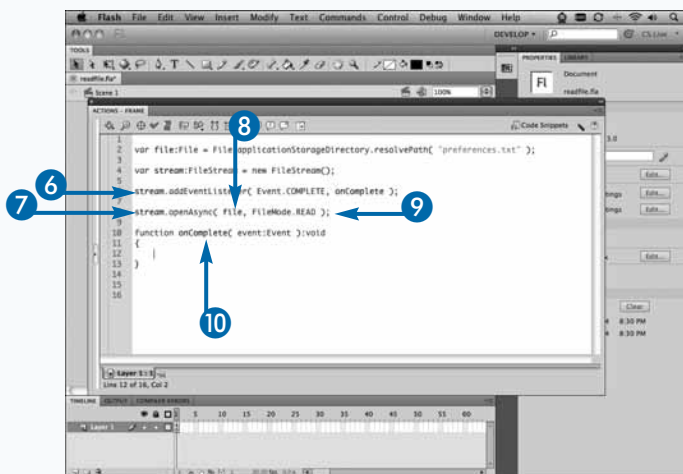 Flash File Edit View Insert Modify Text Commands Control Debug Window Help
DEVELOP
CS Live
TOOLS
PROPERTIES LIBRARY
readfile.fla*
Scene 1
100%
Fl
Document
readfile.fla
ACTIONS - FRAME
Code Snippets
8
1
2 var file:File = File.applicationStorageDirectory.resolvePath( "preferences.txt" );
3
4 var stream:FileStream = new FileStream();
5
6
stream.addEventListener( Event.COMPLETE, onComplete );
7
7
stream.openAsync( file, FileMode.READ );
9
9
10 function onComplete( event:Event ):void
11 {
12
13 }
14
15
16
10
3.0
Edit...
Edit...
Edit...
Clear
8:30 PM
8:30 PM
Layer 1:1
Line 12 of 16, Col 2
TIMELINE OUTPUT COMPILER ERRORS
5 10 15 20 25 30 35 40 45 50 55 60
Layer 1